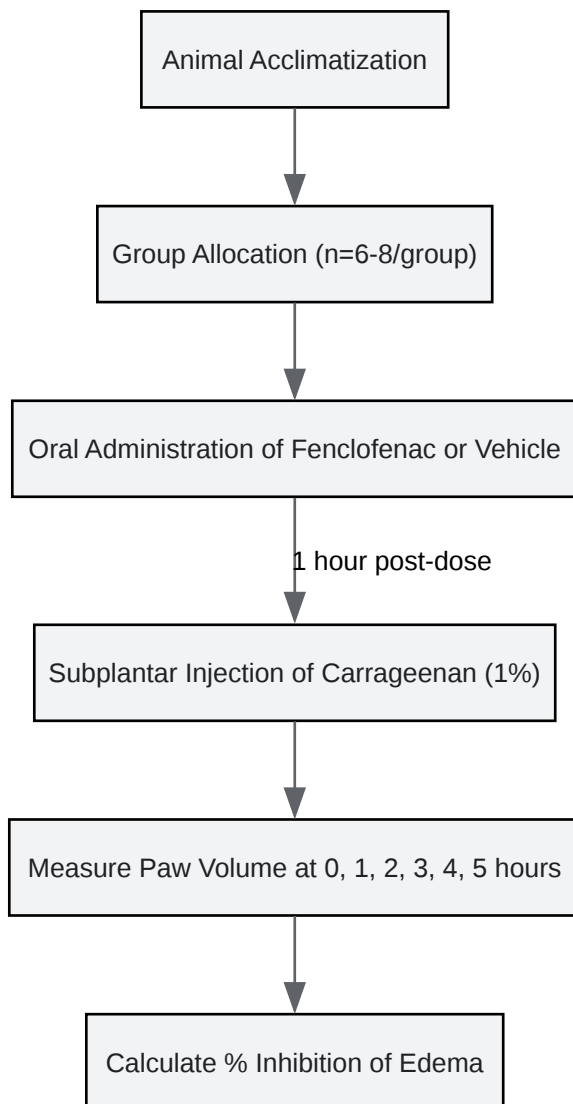 Animal Acclimatization
Group Allocation (n=6-8/group)
Oral Administration of Fenclofenac or Vehicle
1 hour post-dose
Subplantar Injection of Carrageenan (1%)
Measure Paw Volume at 0, 1, 2, 3, 4, 5 hours
Calculate % Inhibition of Edema